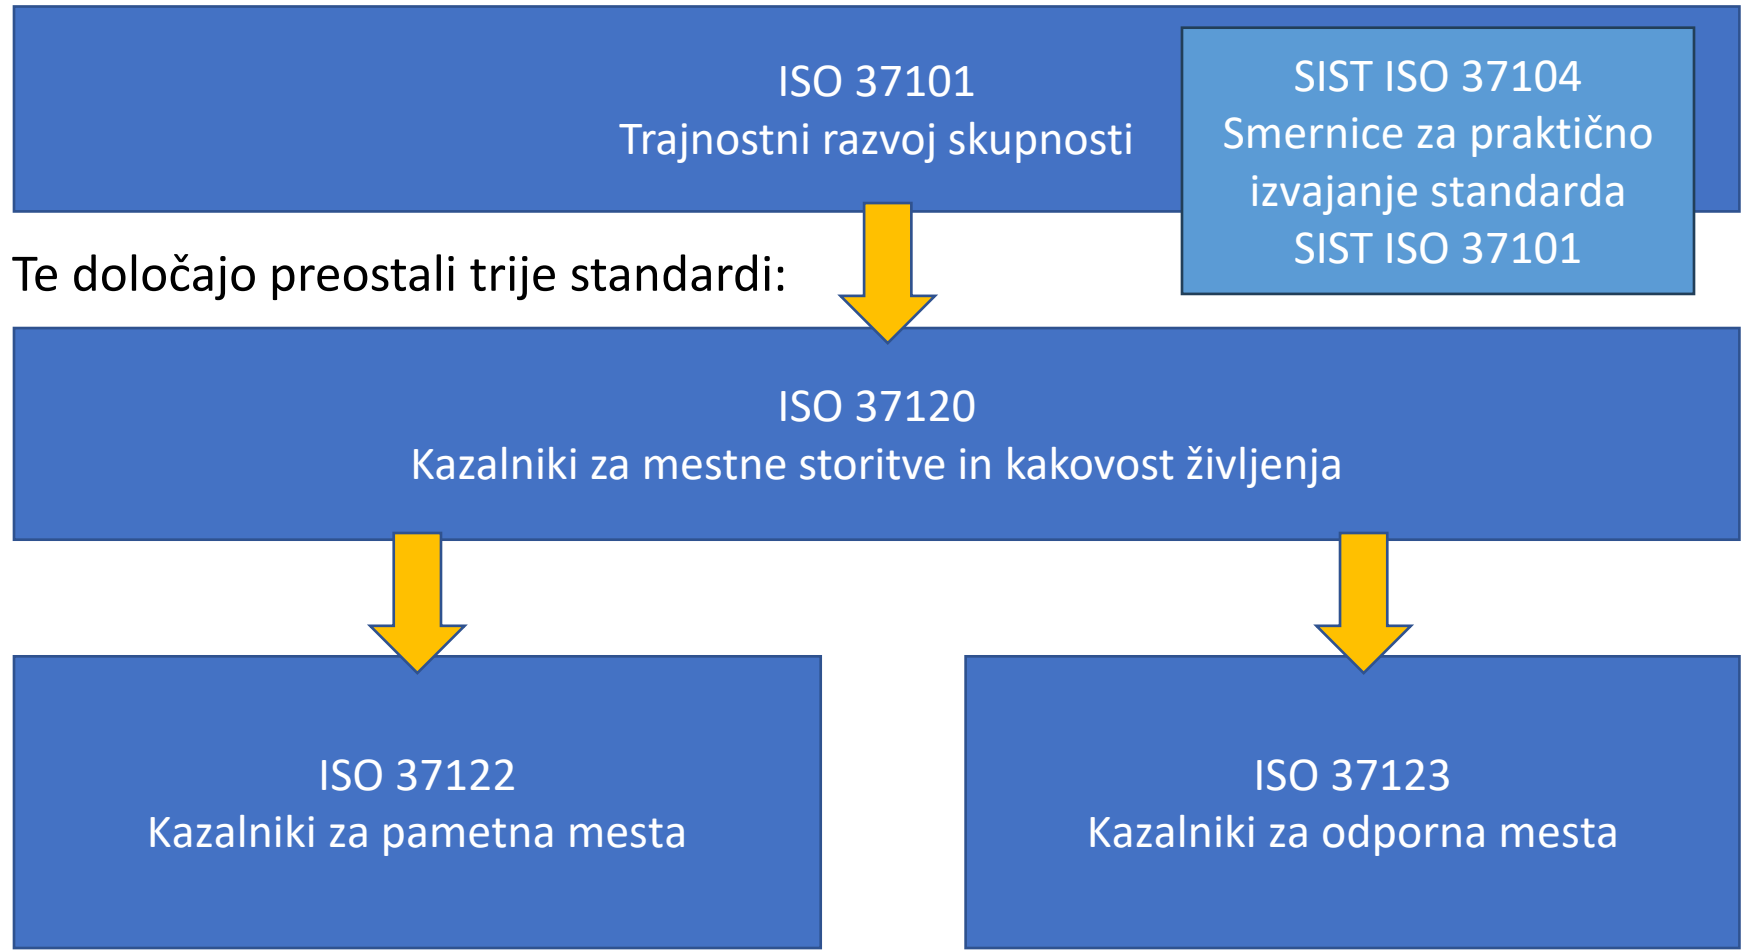 ISO 37101
Trajnostni razvoj skupnosti
SIST ISO 37104
Smernice za praktično
izvajanje standarda
SIST ISO 37101
Te določajo preostali trije standardi:
ISO 37120
Kazalniki za mestne storitve in kakovost življenja
ISO 37122
Kazalniki za pametna mesta
ISO 37123
Kazalniki za odporna mesta